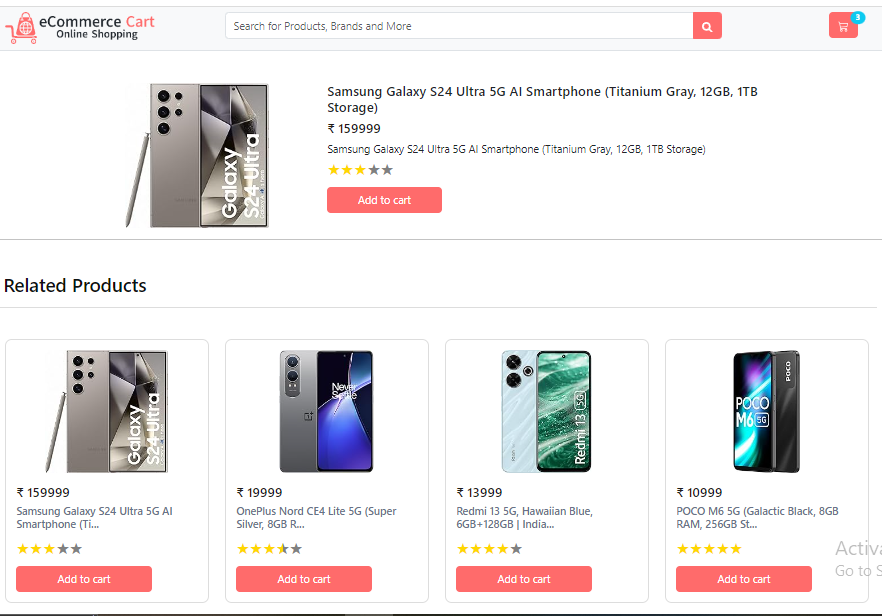 eCommerce Cart
Online Shopping
Search for Products, Brands and More
3
Samsung Galaxy S24 Ultra 5G AI Smartphone (Titanium Gray, 12GB, 1TB
Storage)
₹ 159999
Samsung Galaxy S24 Ultra 5G AI Smartphone (Titanium Gray, 12GB, 1TB Storage)
Galaxy
S24 Ultra
Add to cart
Related Products
Galaxy
S24 Ultra
₹ 159999
Samsung Galaxy S24 Ultra 5G AI
Smartphone (Ti...
Add to cart
Never
Settle
₹ 19999
OnePlus Nord CE4 Lite 5G (Super
Silver, 8GB R...
Add to cart
Redmi 13 5G
₹ 13999
Redmi 13 5G, Hawaiian Blue,
6GB+128GB | India...
Add to cart
POCO
M6 5G
POCO
₹ 10999
POCO M6 5G (Galactic Black, 8GB
RAM, 256GB St...
Add to cart
Activa
Go to S